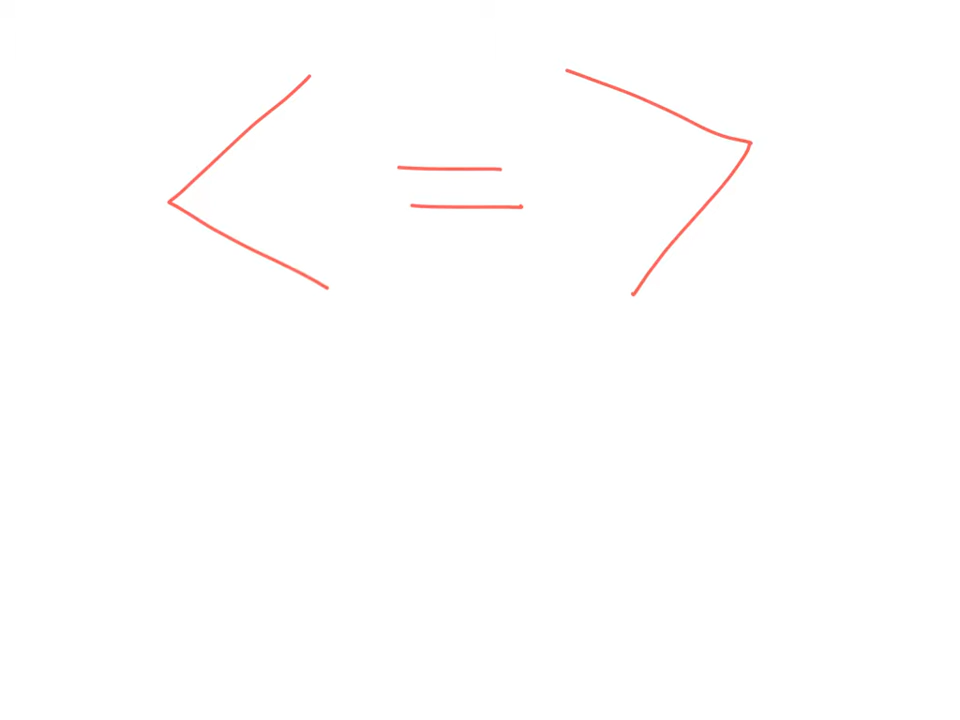 < = >